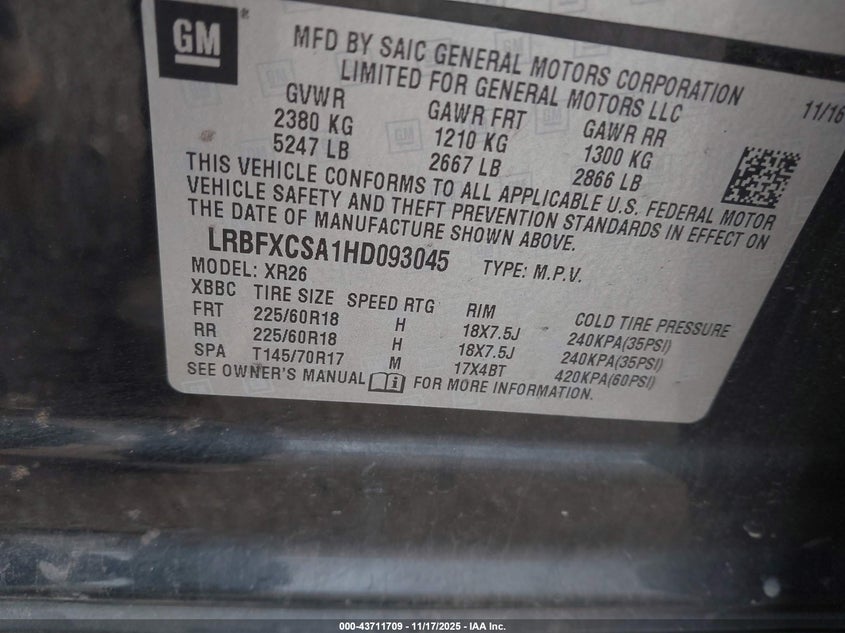 GM
MFD BY SAIC GENERAL MOTORS CORPORATION
LIMITED FOR GENERAL MOTORS LLC
11/16
GVWR GAWR FRT GAWR RR
2380 KG 1210 KG 1300 KG
5247 LB 2667 LB 2866 LB
THIS VEHICLE CONFORMS TO ALL APPLICABLE U.S. FEDERAL MOTOR
VEHICLE SAFETY AND THEFT PREVENTION STANDARDS IN EFFECT ON
THE DATE OF MANUFACTURE SHOWN ABOVE.
LRBFXCSA1HD093045 TYPE: M.P.V.
MODEL: XR26
XBBC TIRE SIZE SPEED RTG RIM COLD TIRE PRESSURE
FRT 225/60R18 H 18X7.5J 240KPA(35PSI)
RR 225/60R18 H 18X7.5J 240KPA(35PSI)
SPA T145/70R17 M 17X4BT 420KPA(60PSI)
SEE OWNER'S MANUAL FOR MORE INFORMATION.
000-43711709 - 11/17/2025 - IAA Inc.